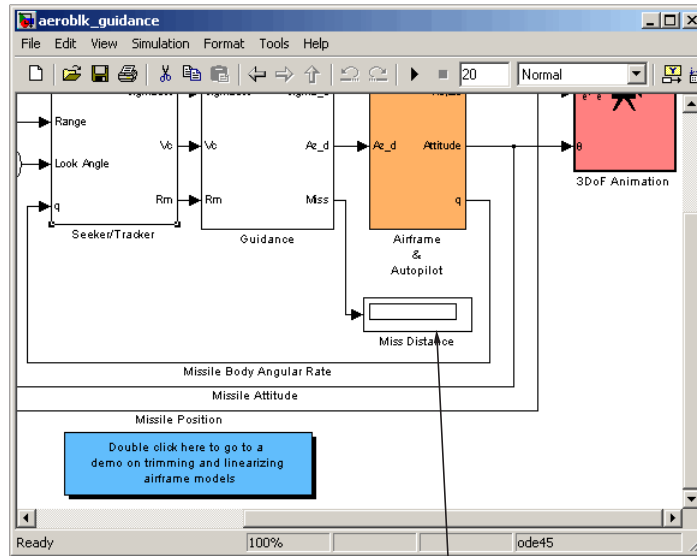 aeroblk_guidance
File Edit View Simulation Format Tools Help
20 Normal
Range
Look Angle
q
Vc
Rm
Seeker/Tracker
Vc
Rm
Az_d
Miss
Guidance
Az_d
Attitude
q
Airframe
&
Autopilot
θ
3DoF Animation
Miss Distance
Missile Body Angular Rate
Missile Attitude
Missile Position
Double click here to go to a
demo on trimming and linearizing
airframe models
Ready 100% ode45